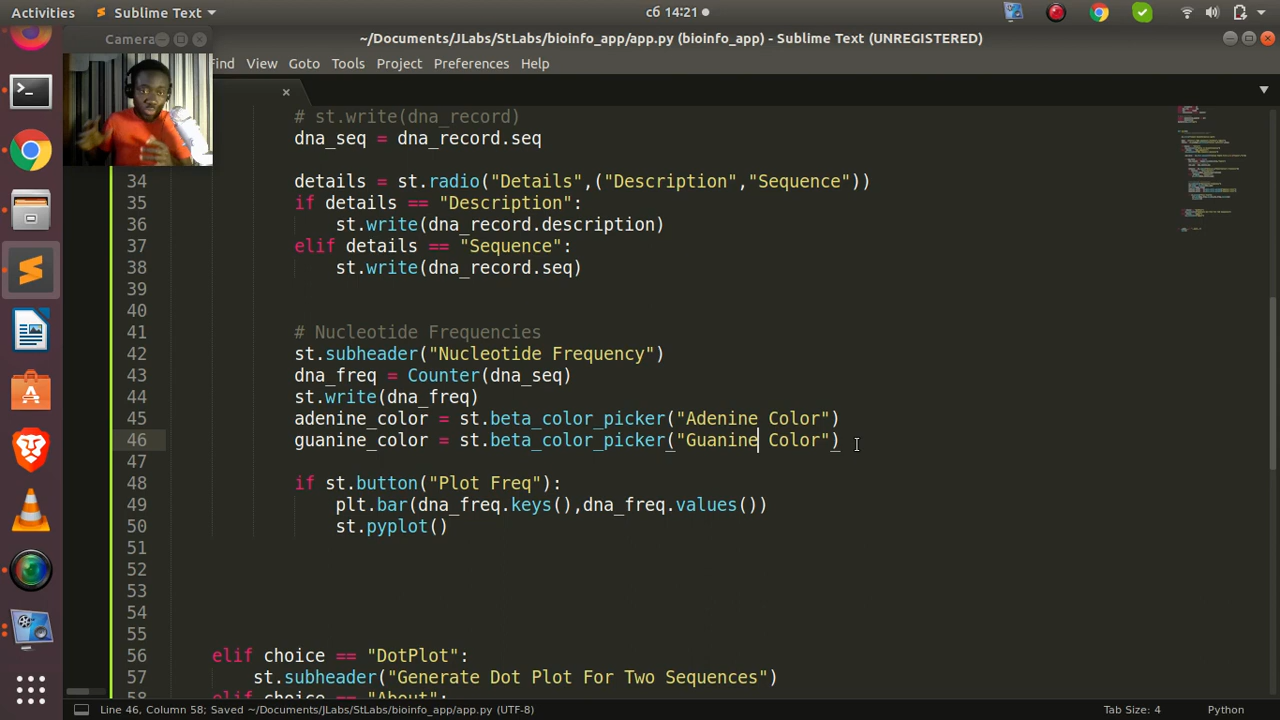 Activities
Sublime Text
сб 14:21
~/Documents/JLabs/StLabs/bioinfo_app/app.py (bioinfo_app) - Sublime Text (UNREGISTERED)
Camera
ind View Goto Tools Project Preferences Help
# st.write(dna_record)
dna_seq = dna_record.seq
34 details = st.radio("Details",("Description","Sequence"))
35 if details == "Description":
36 st.write(dna_record.description)
37 elif details == "Sequence":
38 st.write(dna_record.seq)
39
40
41 # Nucleotide Frequencies
42 st.subheader("Nucleotide Frequency")
43 dna_freq = Counter(dna_seq)
44 st.write(dna_freq)
45 adenine_color = st.beta_color_picker("Adenine Color")
46 guanine_color = st.beta_color_picker("Guanine Color")
47
48 if st.button("Plot Freq"):
49 plt.bar(dna_freq.keys(),dna_freq.values())
50 st.pyplot()
51
52
53
54
55
56 elif choice == "DotPlot":
57 st.subheader("Generate Dot Plot For Two Sequences")
58 elif choice == "About":
Line 46, Column 58; Saved ~/Documents/JLabs/StLabs/bioinfo_app/app.py (UTF-8)
Tab Size: 4
Python